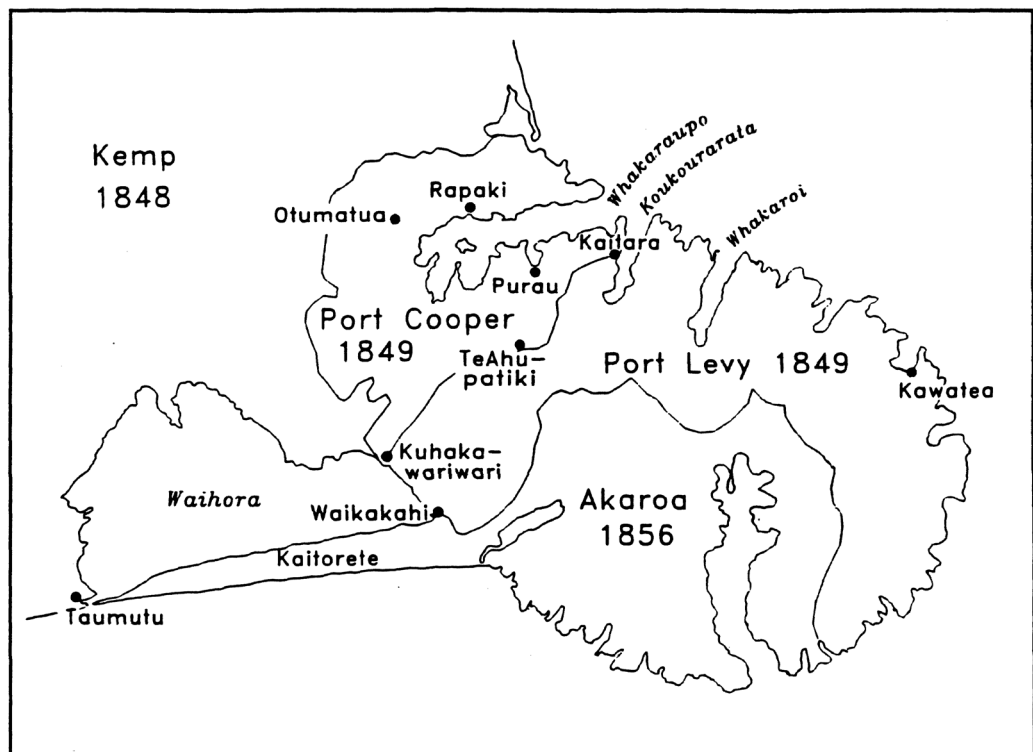 Kemp
1848
Whakaraupo
Koukourarata
Whakaroi
Rapaki
Otumatua
Kaitara
Purau
Port Cooper
1849
TeAhu-
patiki
Port Levy 1849
Kawatea
Kuhaka-
wariwari
Waihora
Waikakahi
Akaroa
1856
Kaitorete
Taumutu